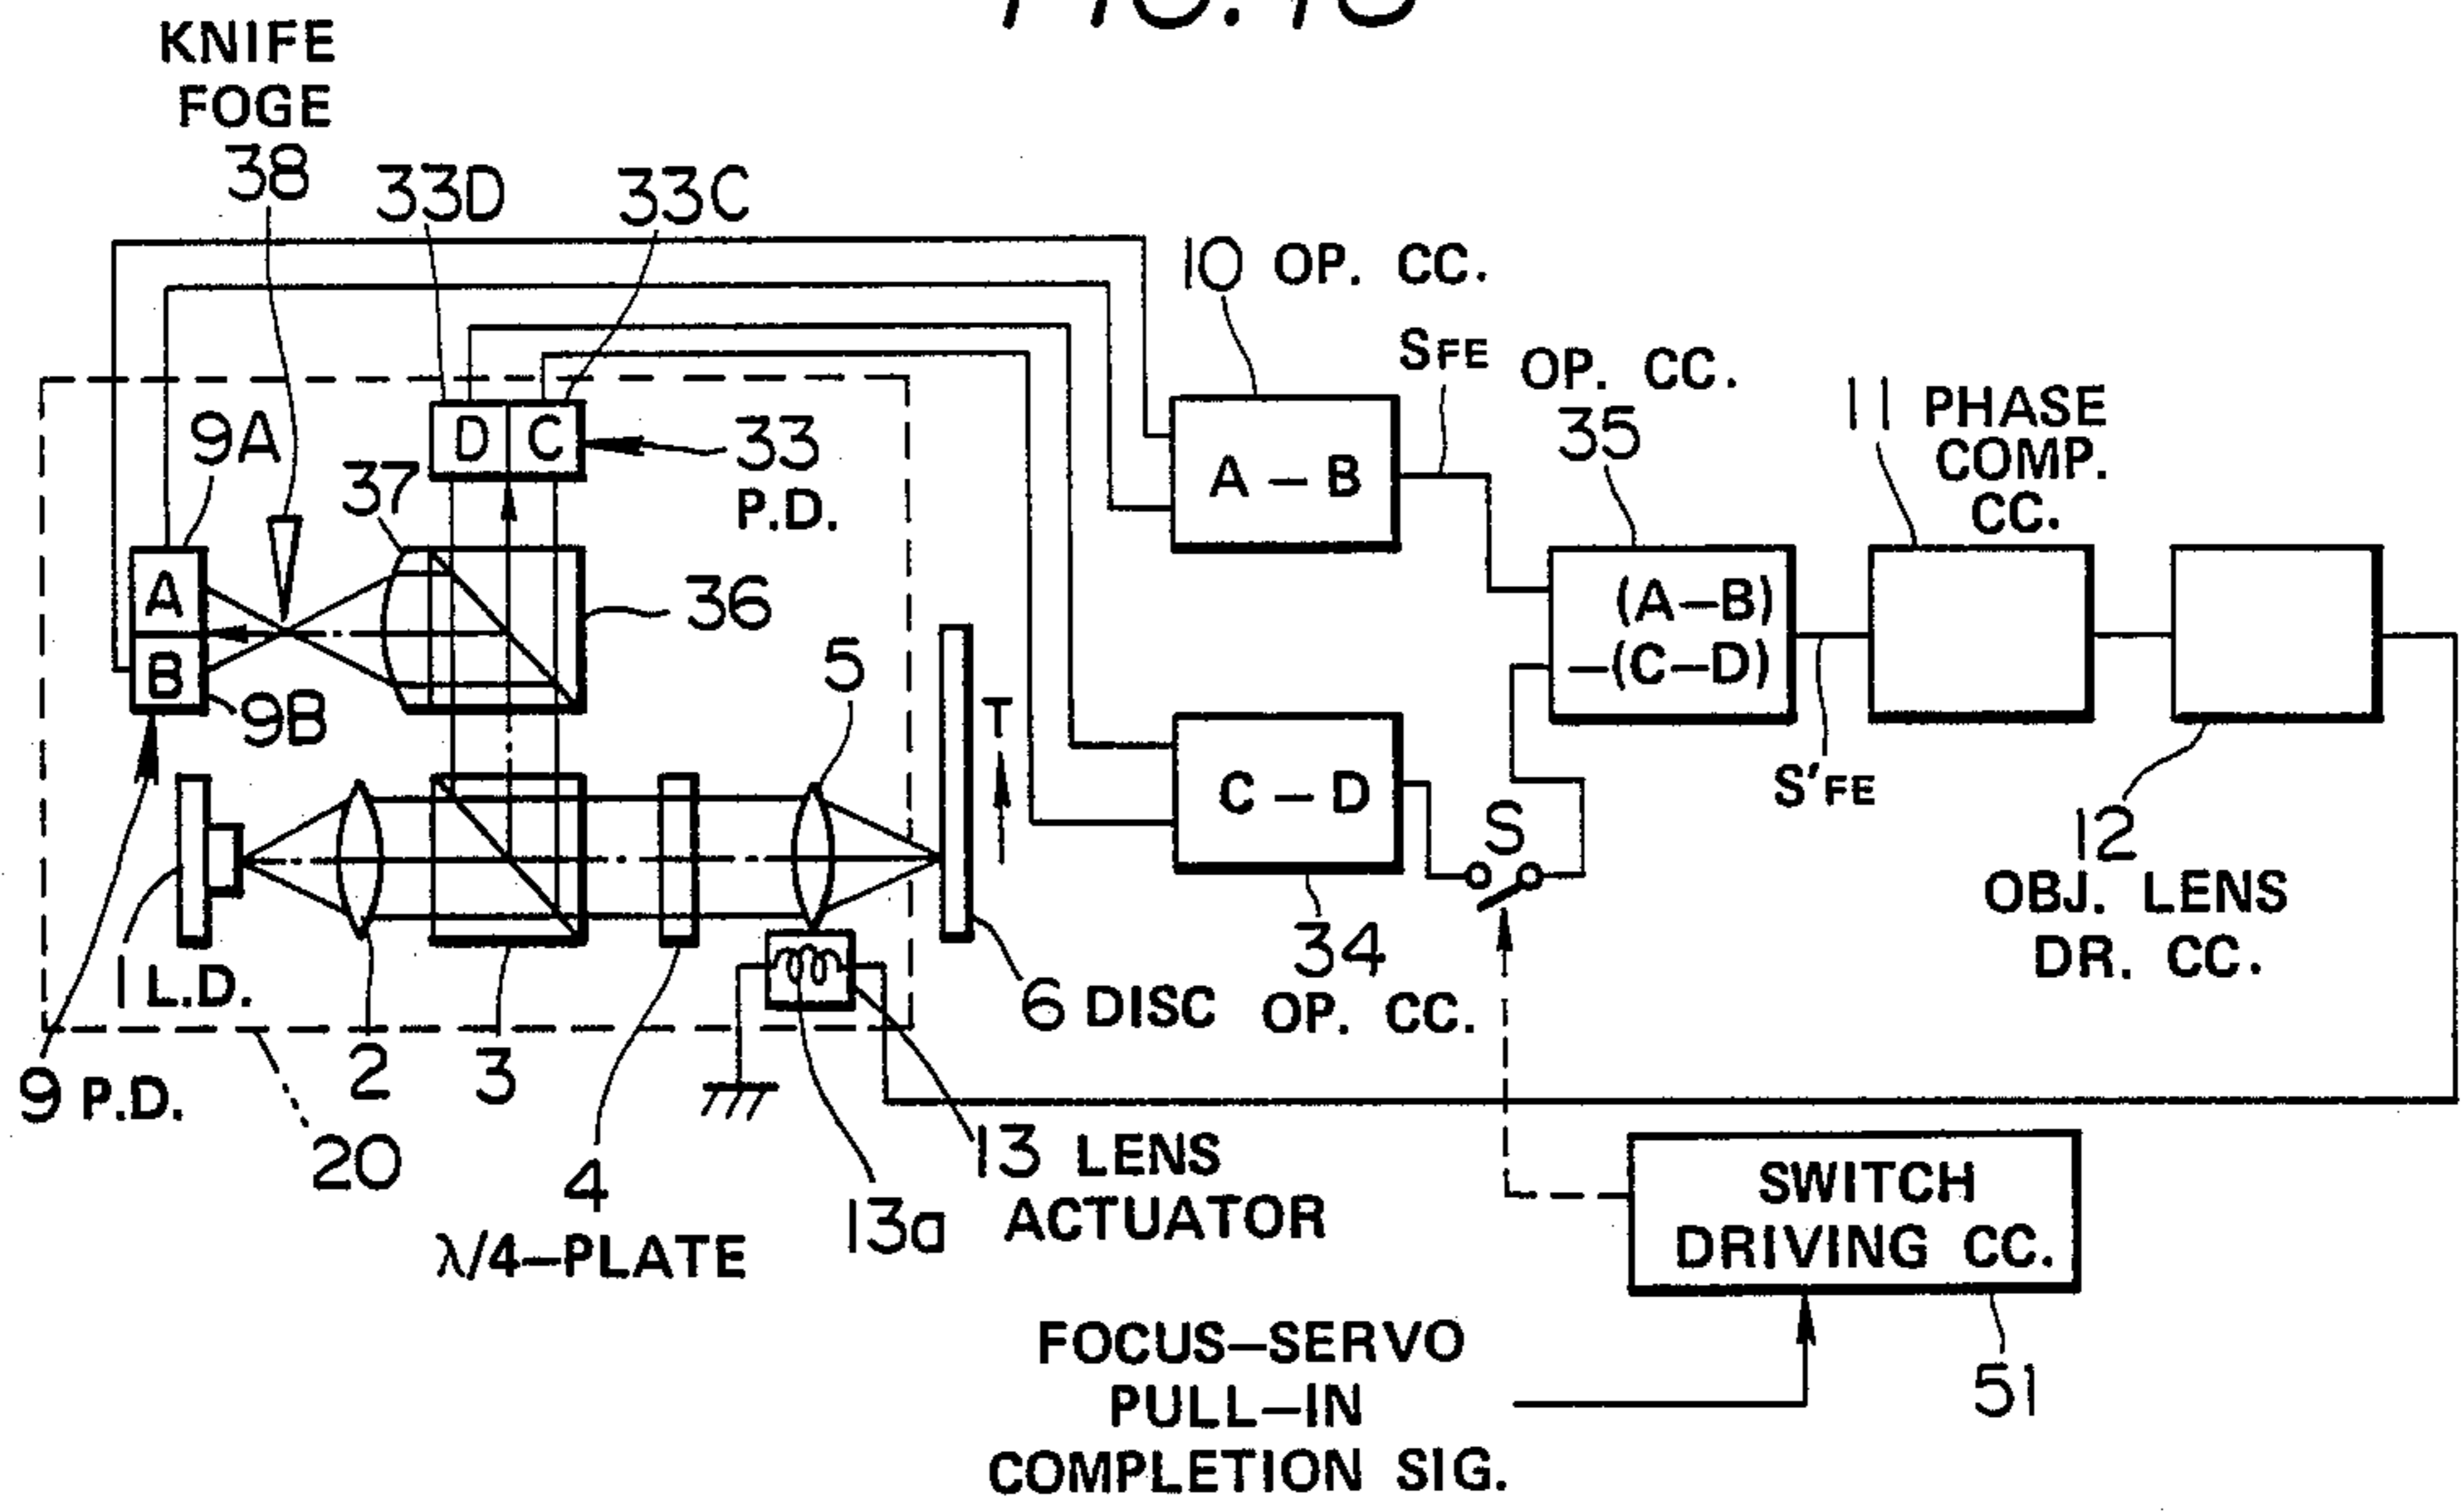 KNIFE
FOGE
38
33D
33C
10 OP. CC.
SFE
OP. CC.
35
11 PHASE
COMP.
CC.
9A
37
D C
33
P.D.
A – B
(A–B)
–(C–D)
A
B
36
5
9B
T
C – D
S
S'FE
12
OBJ. LENS
DR. CC.
1 L.D.
34
OP. CC.
6 DISC
9 P.D.
2
3
20
4
λ/4–PLATE
13 LENS
ACTUATOR
13a
SWITCH
DRIVING CC.
51
FOCUS–SERVO
PULL–IN
COMPLETION SIG.